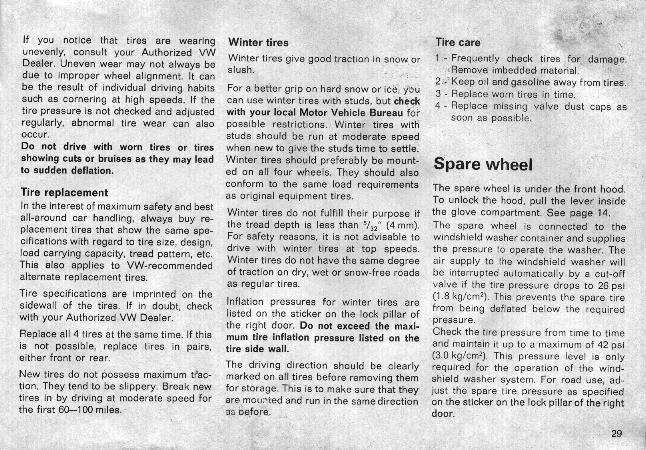 If you notice that tires are wearing
unevenly, consult your Authorized VW
Dealer. Uneven wear may not always be
due to improper wheel alignment. It can
be the result of individual driving habits
such as cornering at high speeds. If the
tire pressure is not checked and adjusted
regularly, abnormal tire wear can also
occur.
Do not drive with worn tires or tires
showing cuts or bruises as they may lead
to sudden deflation.
Tire replacement
In the interest of maximum safety and best
all-around car handling, always buy re-
placement tires that show the same spe-
cifications with regard to tire size, design,
load carrying capacity, tread pattern, etc.
This also applies to VW-recommended
alternate replacement tires.
Tire specifications are imprinted on the
sidewall of the tires. If in doubt, check
with your Authorized VW Dealer.
Replace all 4 tires at the same time. If this
is not possible, replace tires in pairs,
either front or rear.
New tires do not possess maximum trac-
tion. They tend to be slippery. Break new
tires in by driving at moderate speed for
the first 60—100 miles.
Winter tires
Winter tires give good traction in snow or
slush.
For a better grip on hard snow or ice, you
can use winter tires with studs, but check
with your local Motor Vehicle Bureau for
possible restrictions. Winter tires with
studs should be run at moderate speed
when new to give the studs time to settle.
Winter tires should preferably be mount-
ed on all four wheels. They should also
conform to the same load requirements
as original equipment tires.
Winter tires do not fulfill their purpose if
the tread depth is less than 5/32" (4 mm).
For safety reasons, it is not advisable to
drive with winter tires at top speeds.
Winter tires do not have the same degree
of traction on dry, wet or snow-free roads
as regular tires.
Inflation pressures for winter tires are
listed on the sticker on the lock pillar of
the right door. Do not exceed the maxi-
mum tire inflation pressure listed on the
tire side wall.
The driving direction should be clearly
marked on all tires before removing them
for storage. This is to make sure that they
are mounted and run in the same direction
as before.
Tire care
1 - Frequently check tires for damage.
Remove imbedded material.
2 - Keep oil and gasoline away from tires.
3 - Replace worn tires in time.
4 - Replace missing valve dust caps as
soon as possible.
Spare wheel
The spare wheel is under the front hood.
To unlock the hood, pull the lever inside
the glove compartment. See page 14.
The spare wheel is connected to the
windshield washer container and supplies
the pressure to operate the washer. The
air supply to the windshield washer will
be interrupted automatically by a cut-off
valve if the tire pressure drops to 26 psi
(1.8 kg/cm²). This prevents the spare tire
from being deflated below the required
pressure.
Check the tire pressure from time to time
and maintain it up to a maximum of 42 psi
(3.0 kg/cm²). This pressure level is only
required for the operation of the wind-
shield washer system. For road use, ad-
just the spare tire pressure as specified
on the sticker on the lock pillar of the right
door.
29